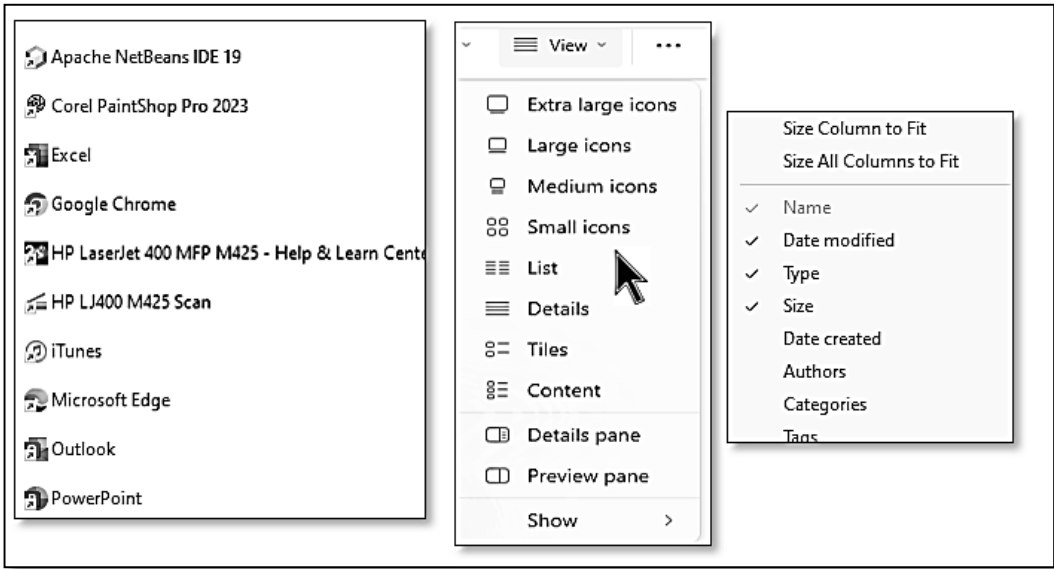 Apache NetBeans IDE 19
Corel PaintShop Pro 2023
Excel
Google Chrome
HP LaserJet 400 MFP M425 - Help & Learn Cente
HP LJ400 M425 Scan
iTunes
Microsoft Edge
Outlook
PowerPoint
View
Extra large icons
Large icons
Medium icons
Small icons
List
Details
Tiles
Content
Details pane
Preview pane
Show
Size Column to Fit
Size All Columns to Fit
Name
Date modified
Type
Size
Date created
Authors
Categories
Tags